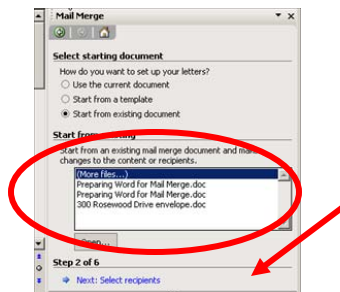 Mail Merge
Select starting document
How do you want to set up your letters?
Use the current document
Start from a template
Start from existing document
Start from existing
Start from an existing mail merge document and make
changes to the content or recipients.
(More files...)
Preparing Word for Mail Merge.doc
Preparing Word for Mail Merge.doc
300 Rosewood Drive envelope.doc
Open...
Step 2 of 6
Next: Select recipients